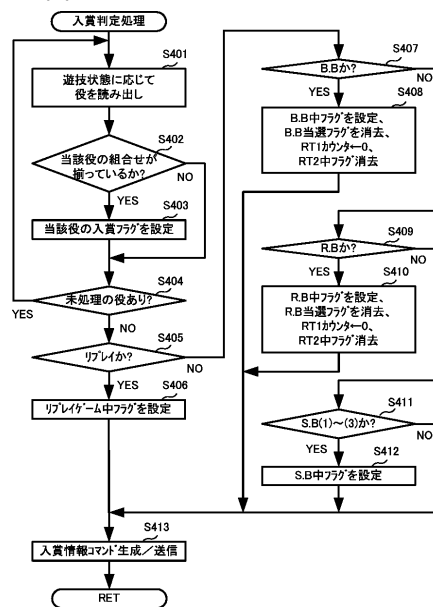 入賞判定処理
S401
遊技状態に応じて
役を読み出し
S402
当該役の組合せが
揃っているか?
NO
YES
S403
当該役の入賞フラグを設定
S404
未処理の役あり?
YES
NO
S405
リプレイか?
NO
YES
S406
リプレイゲーム中フラグを設定
S407
B.Bか?
NO
YES
S408
B.B中フラグを設定、
B.B当選フラグを消去、
RT1カウンタ←0、
RT2中フラグ消去
S409
R.Bか?
NO
YES
S410
R.B中フラグを設定、
R.B当選フラグを消去、
RT1カウンタ←0、
RT2中フラグ消去
S411
S.B(1)~(3)か?
NO
YES
S412
S.B中フラグを設定
S413
入賞情報コマンド生成/送信
RET